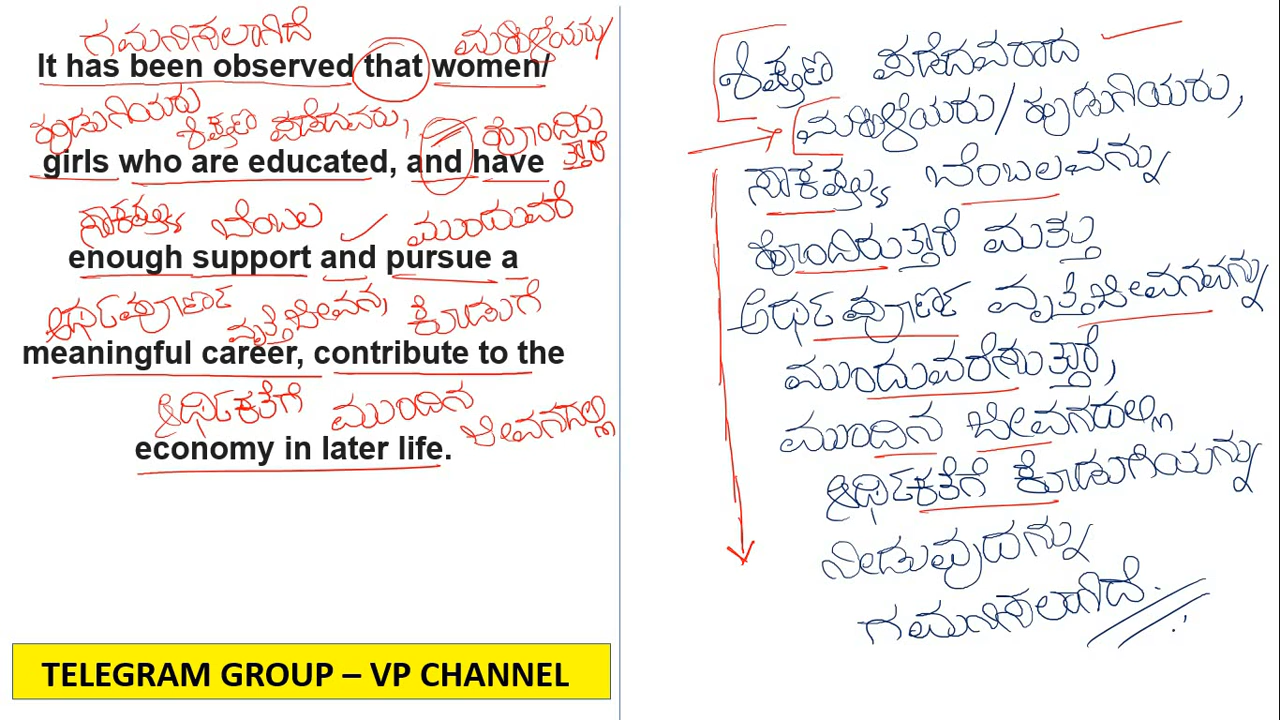 ಗಮನಿಸಲಾಗಿದೆ ಮಹಿಳೆಯರು/
It has been observed that women/
ಹುಡುಗಿಯರು ಶಿಕ್ಷಣ ಪಡೆದವರು, ಹೊಂದಿರುತ್ತಾರೆ
girls who are educated, and have
ಸಾಕಷ್ಟು ಬೆಂಬಲ ಮುಂದುವರೆ
enough support and pursue a
ಅರ್ಥಪೂರ್ಣ ವೃತ್ತಿಜೀವನ, ಕೊಡುಗೆ
meaningful career, contribute to the
ಆರ್ಥಿಕತೆಗೆ ಮುಂದಿನ ಜೀವನದಲ್ಲಿ
economy in later life.
TELEGRAM GROUP – VP CHANNEL
ಶಿಕ್ಷಣ ಪಡೆದವರಾದ
ಮಹಿಳೆಯರು/ಹುಡುಗಿಯರು,
ಸಾಕಷ್ಟು ಬೆಂಬಲವನ್ನು
ಹೊಂದಿರುತ್ತಾರೆ ಮತ್ತು
ಅರ್ಥಪೂರ್ಣ ವೃತ್ತಿಜೀವನವನ್ನು
ಮುಂದುವರೆಸುತ್ತಾರೆ,
ಮುಂದಿನ ಜೀವನದಲ್ಲಿ
ಆರ್ಥಿಕತೆಗೆ ಕೊಡುಗೆಯನ್ನು
ನೀಡುವುದನ್ನು
ಗಮನಿಸಲಾಗಿದೆ.